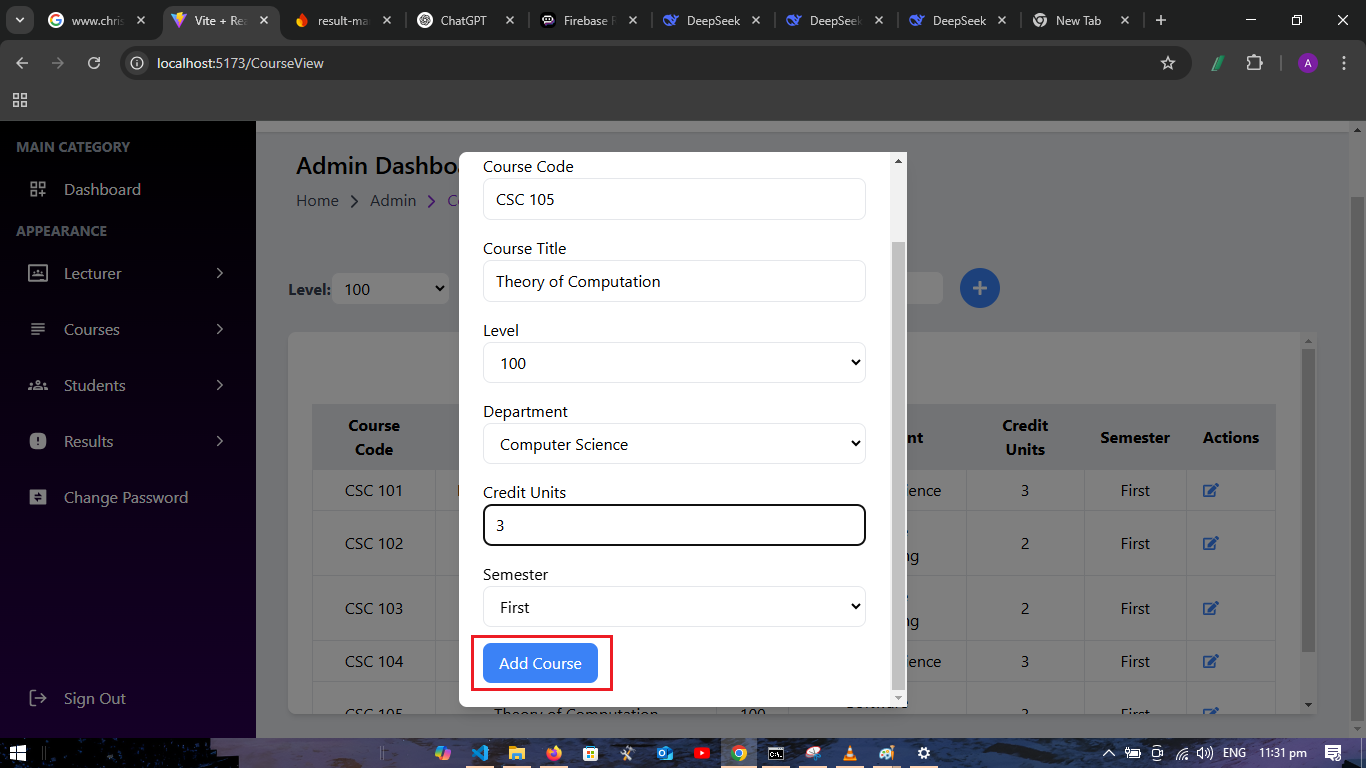 www.chris
Vite + Rea
result-ma
ChatGPT
Firebase R
DeepSeek
DeepSeek
DeepSeek
New Tab
localhost:5173/CourseView
A
MAIN CATEGORY
Dashboard
APPEARANCE
Lecturer
Courses
Students
Results
Change Password
Sign Out
Admin Dashbo
Home > Admin > C
Level: 100
Course Code
CSC 105
Course Title
Theory of Computation
Level
100
Department
Computer Science
Credit Units
3
Semester
First
Add Course
Course Code nt Credit Units Semester Actions
CSC 101 ience 3 First
CSC 102 ng 2 First
CSC 103 ng 2 First
CSC 104 ience 3 First
CSC 105 Theory of Computation 100 Software First
ENG 11:31 pm